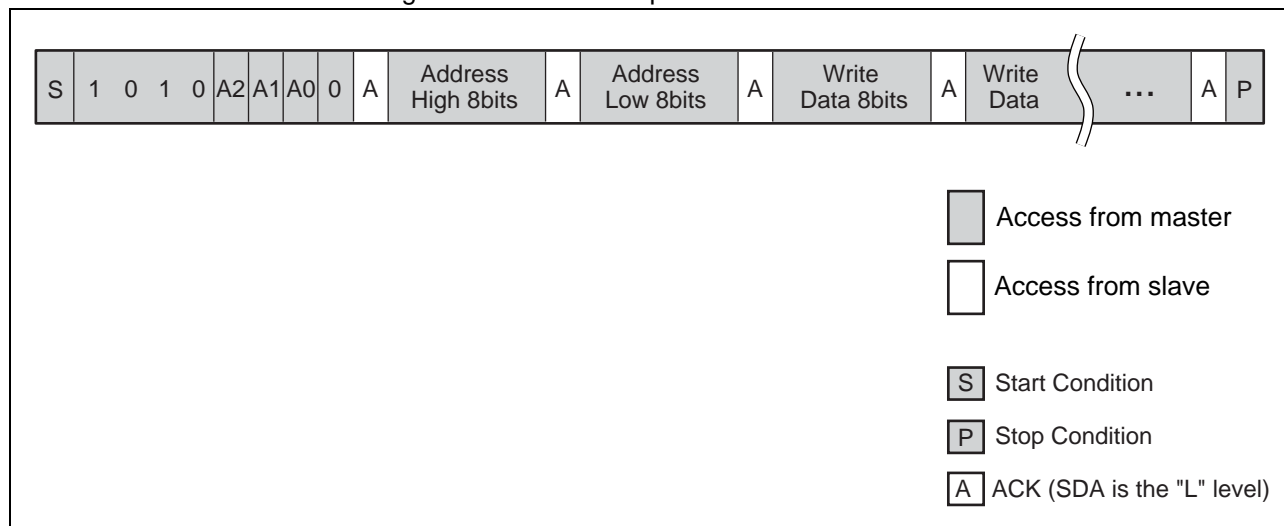 S 1 0 1 0 A2 A1 A0 0 A Address High 8bits A Address Low 8bits A Write Data 8bits A Write Data ... A P
Access from master
Access from slave
S Start Condition
P Stop Condition
A ACK (SDA is the "L" level)